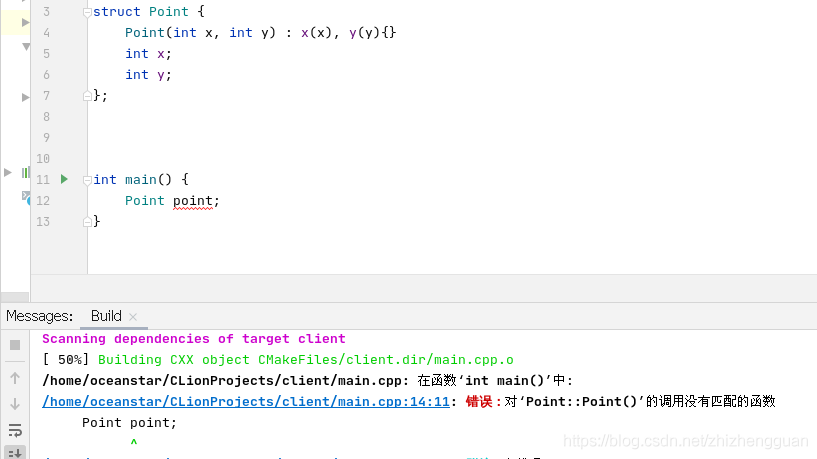 3 struct Point {
4 Point(int x, int y) : x(x), y(y){}
5 int x;
6 int y;
7 };
8
9
10
11 int main() {
12 Point point;
13 }
Messages: Build ×
Scanning dependencies of target client
[ 50%] Building CXX object CMakeFiles/client.dir/main.cpp.o
/home/oceanstar/CLionProjects/client/main.cpp: 在函数‘int main()’中:
/home/oceanstar/CLionProjects/client/main.cpp:14:11: 错误：对‘Point::Point()’的调用没有匹配的函数
Point point;
^
https://blog.csdn.net/zhizhengguan